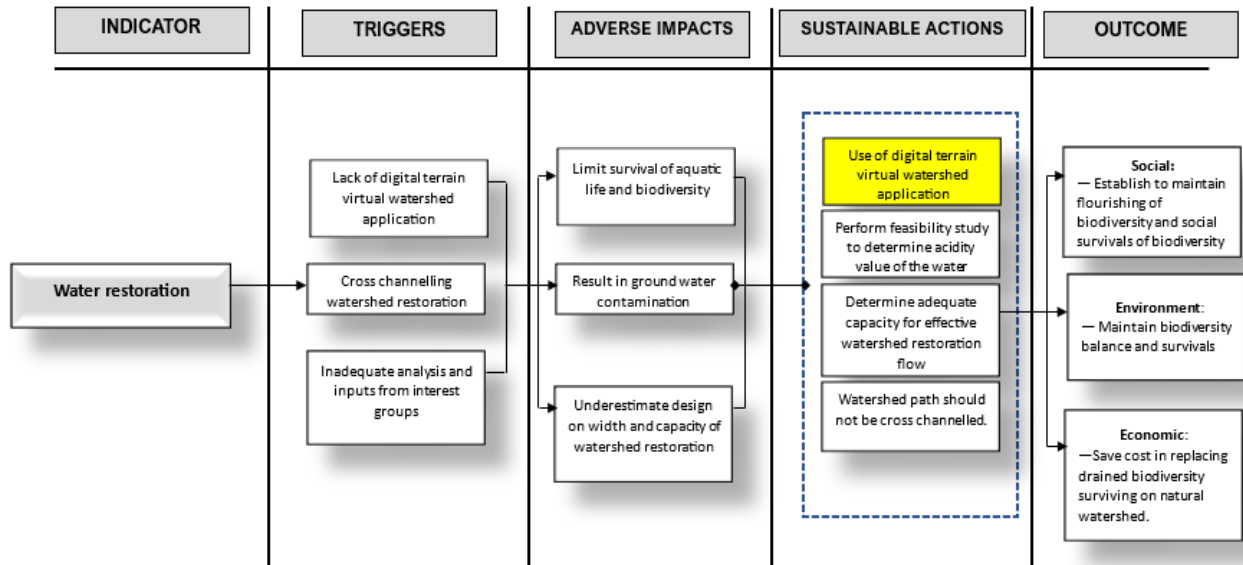 INDICATOR
TRIGGERS
ADVERSE IMPACTS
SUSTAINABLE ACTIONS
OUTCOME
Water restoration
Lack of digital terrain
virtual watershed
application
Cross channelling
watershed restoration
Inadequate analysis and
inputs from interest
groups
Limit survival of aquatic
life and biodiversity
Result in ground water
contamination
Underestimate design
on width and capacity of
watershed restoration
Use of digital terrain
virtual watershed
application
Perform feasibility study
to determine acidity
value of the water
Determine adequate
capacity for effective
watershed restoration
flow
Watershed path should
not be cross channelled.
Social:
— Establish to maintain
flourishing of
biodiversity and social
survivals of biodiversity
Environment:
— Maintain biodiversity
balance and survivals
Economic:
—Save cost in replacing
drained biodiversity
surviving on natural
watershed.